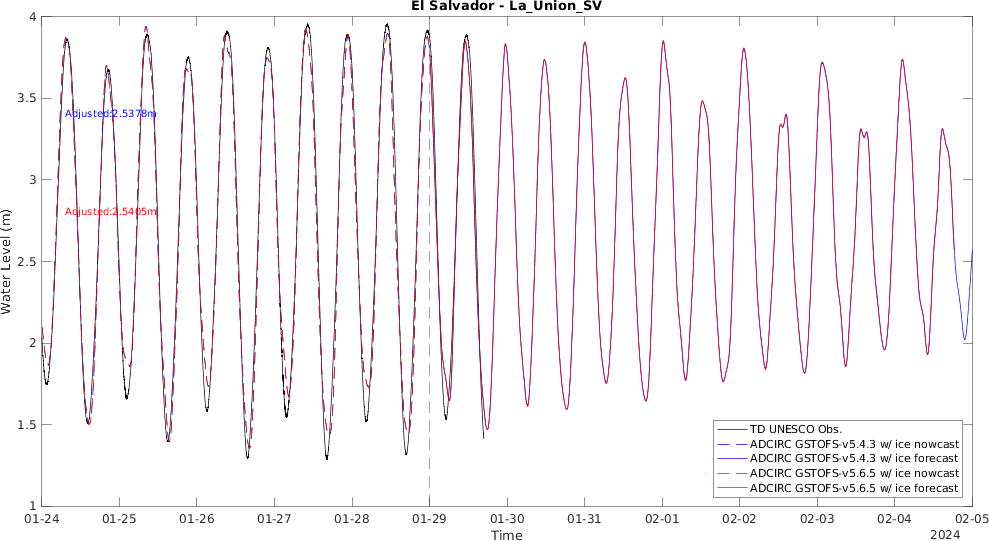 El Salvador - La_Union_SV
4
3.5
3
2.5
2
1.5
1
Water Level (m)
Adjusted:2.5378m
Adjusted:2.5405m
TD UNESCO Obs.
ADCIRC GSTOFS-v5.4.3 w/ ice nowcast
ADCIRC GSTOFS-v5.4.3 w/ ice forecast
ADCIRC GSTOFS-v5.6.5 w/ ice nowcast
ADCIRC GSTOFS-v5.6.5 w/ ice forecast
01-24 01-25 01-26 01-27 01-28 01-29 01-30 01-31 02-01 02-02 02-03 02-04 02-05
Time
2024